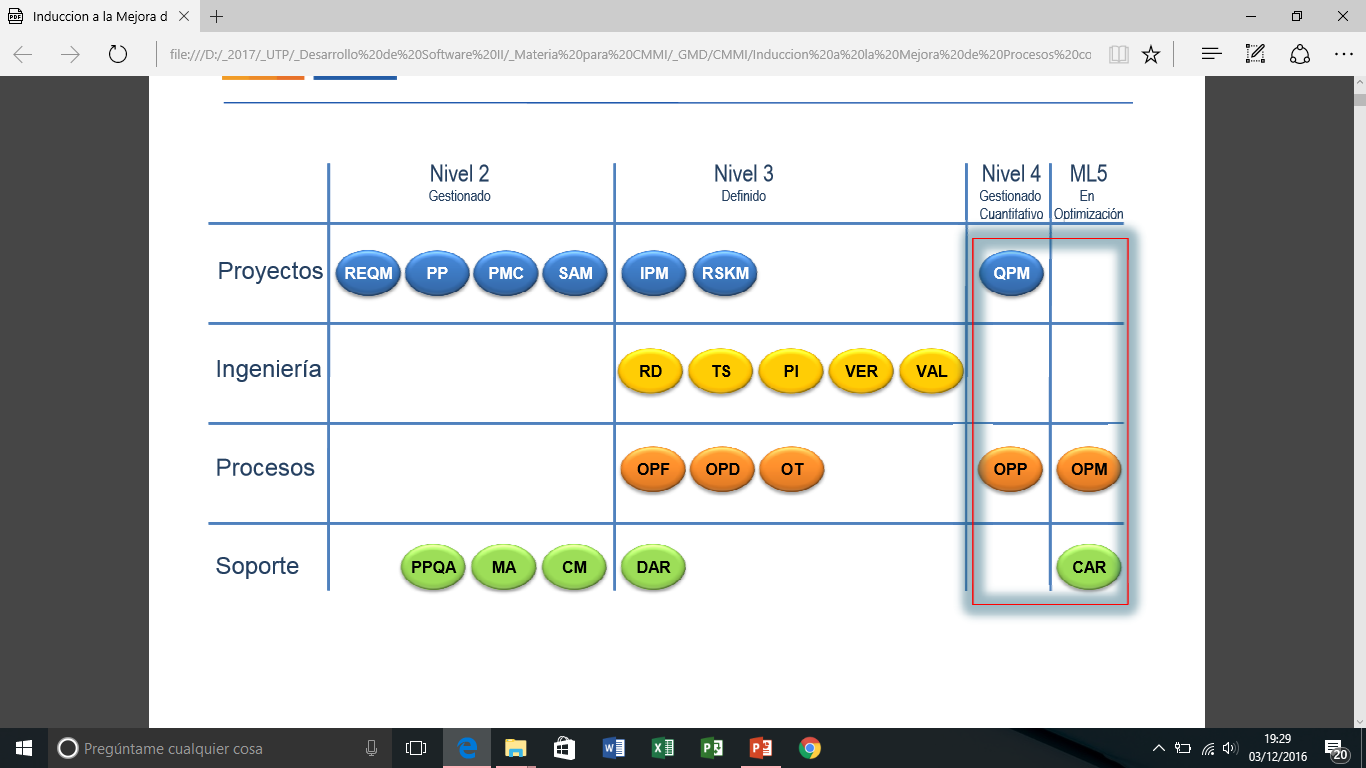 Induccion a la Mejora d
file:///D:/_2017/_UTP/_Desarrollo%20de%20Software%20II/_Materia%20para%20CMMI/_GMD/CMMI/Induccion%20a%20la%20Mejora%20de%20Procesos%20co
Nivel 2 Nivel 3 Nivel 4 ML5
Gestionado Definido Gestionado En
Cuantitativo Optimización
Proyectos REQM PP PMC SAM IPM RSKM QPM
Ingeniería RD TS PI VER VAL
Procesos OPF OPD OT OPP OPM
Soporte PPQA MA CM DAR CAR
Pregúntame cualquier cosa
19:29
03/12/2016
20